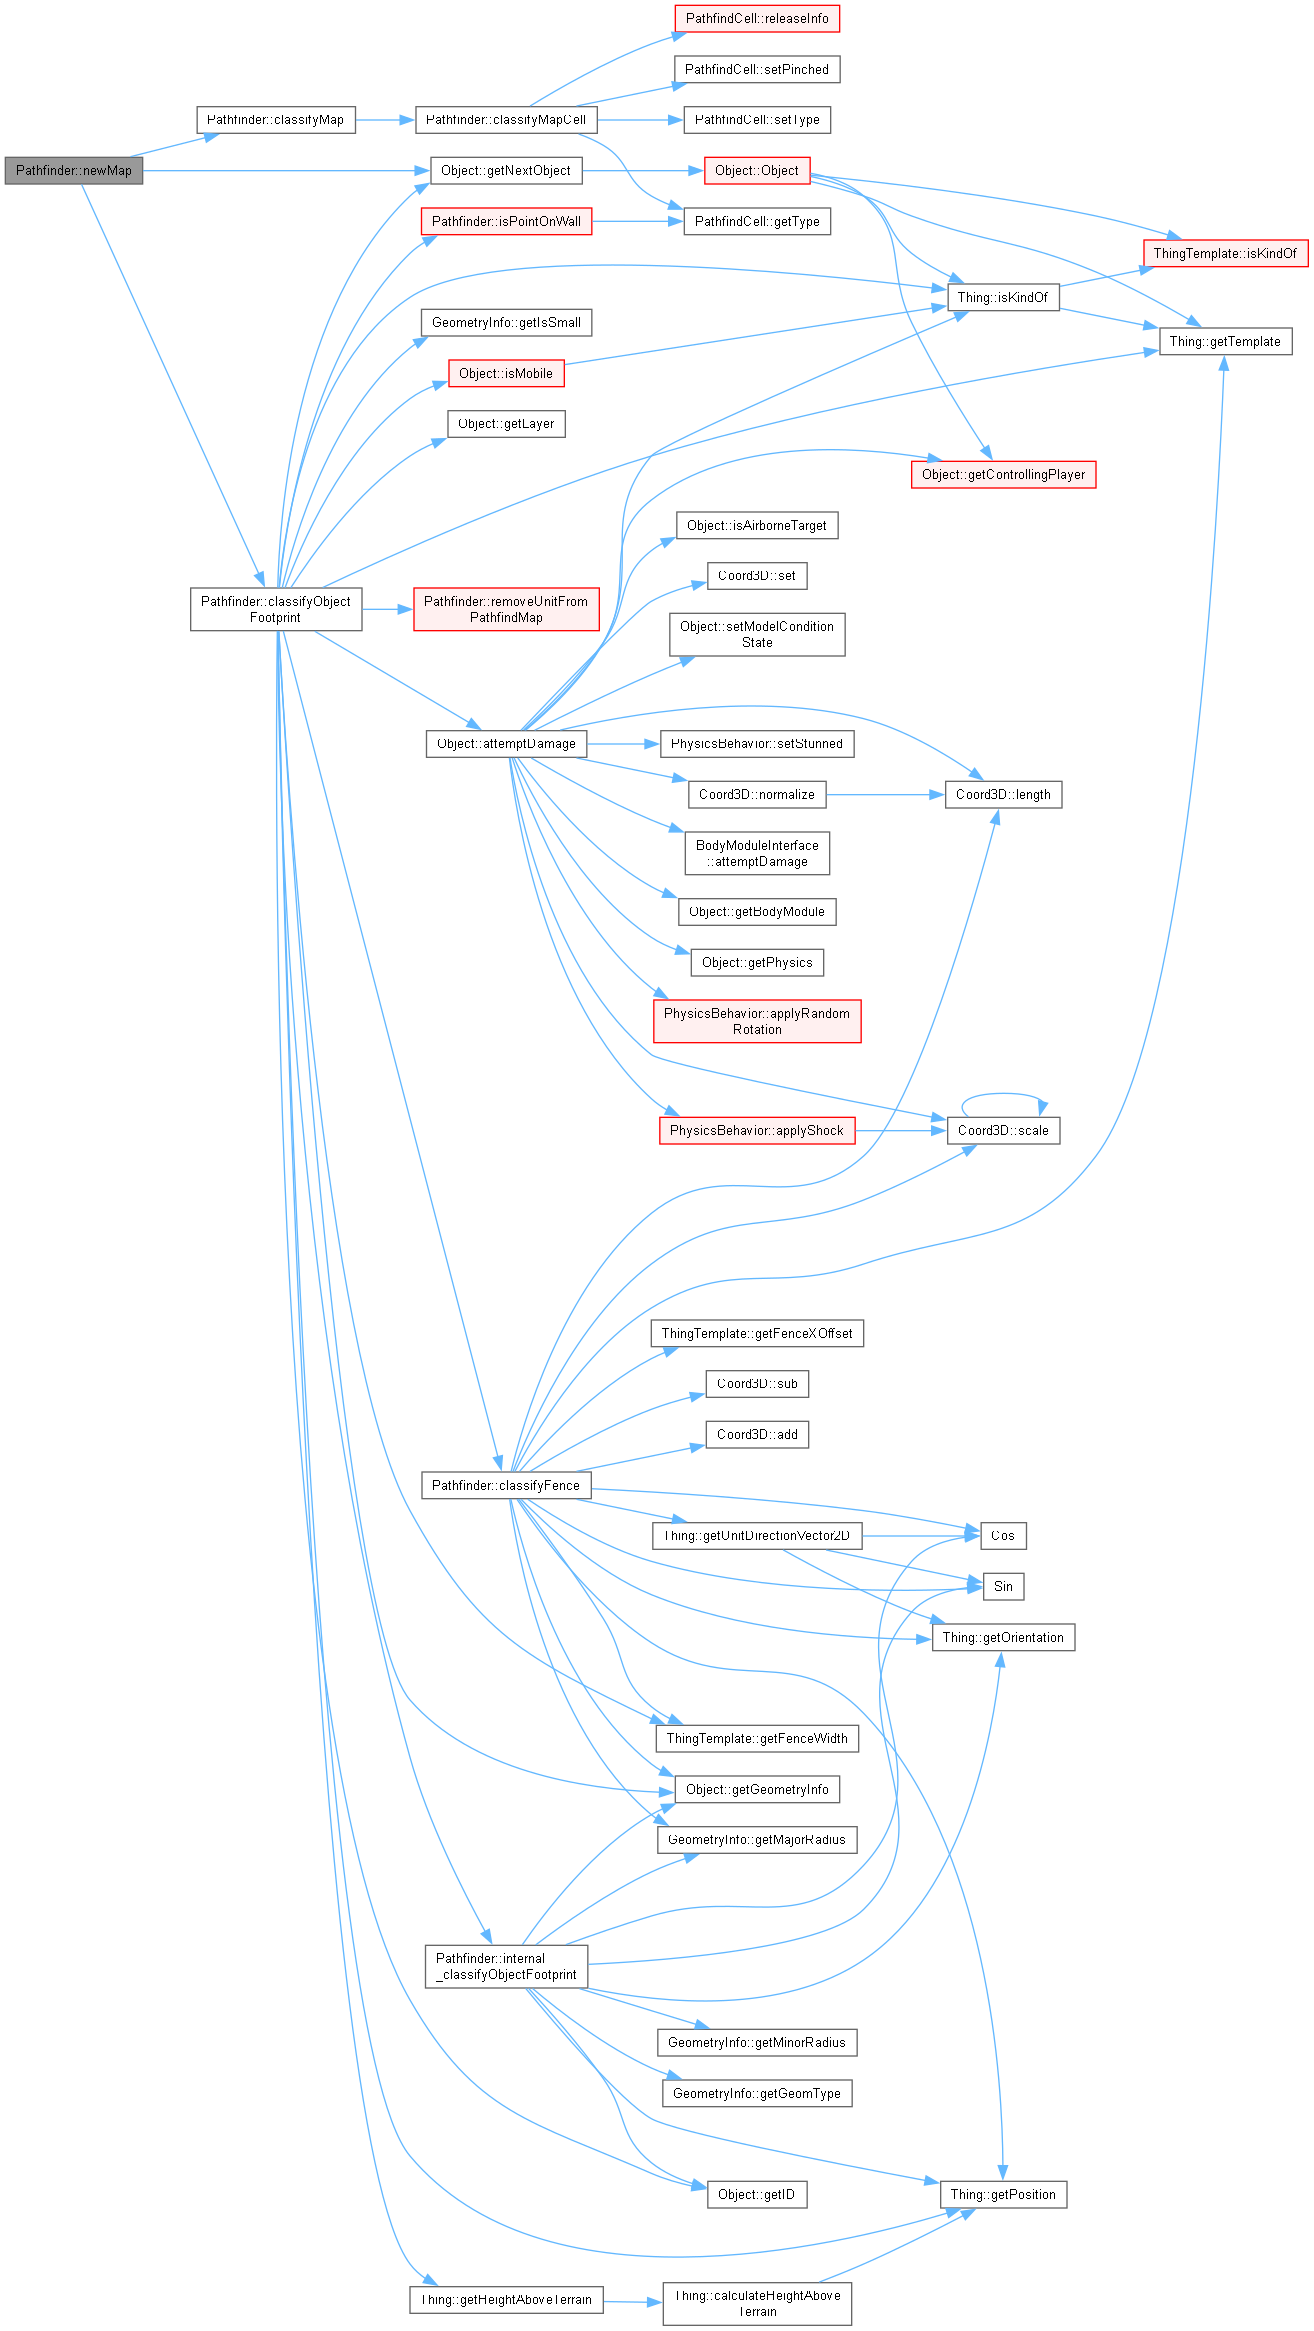 PathfindCell::releaseInfo
PathfindCell::setPinched
Pathfinder::classifyMap
Pathfinder::classifyMapCell
PathfindCell::setType
Pathfinder::newMap
Object::getNextObject
Object::Object
Pathfinder::isPointOnWall
PathfindCell::getType
ThingTemplate::isKindOf
Thing::isKindOf
GeometryInfo::getIsSmall
Thing::getTemplate
Object::isMobile
Object::getLayer
Object::getControllingPlayer
Object::isAirborneTarget
Coord3D::set
Pathfinder::classifyObject
Footprint
Pathfinder::removeUnitFrom
PathfindMap
Object::setModelCondition
State
Object::attemptDamage
PhysicsBehavior::setStunned
Coord3D::normalize
Coord3D::length
BodyModuleInterface
::attemptDamage
Object::getBodyModule
Object::getPhysics
PhysicsBehavior::applyRandom
Rotation
PhysicsBehavior::applyShock
Coord3D::scale
ThingTemplate::getFenceXOffset
Coord3D::sub
Coord3D::add
Pathfinder::classifyFence
Thing::getUnitDirectionVector2D
Cos
Sin
Thing::getOrientation
ThingTemplate::getFenceWidth
Object::getGeometryInfo
GeometryInfo::getMajorRadius
Pathfinder::internal
_classifyObjectFootprint
GeometryInfo::getMinorRadius
GeometryInfo::getGeomType
Object::getID
Thing::getPosition
Thing::getHeightAboveTerrain
Thing::calculateHeightAbove
Terrain